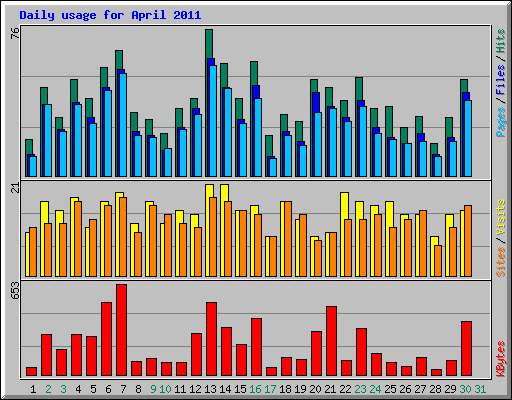 Daily usage for April 2011
76
21
653
Pages / Files / Hits
Sites / Visits
KBytes
1 2 3 4 5 6 7 8 9 10 11 12 13 14 15 16 17 18 19 20 21 22 23 24 25 26 27 28 29 30 31